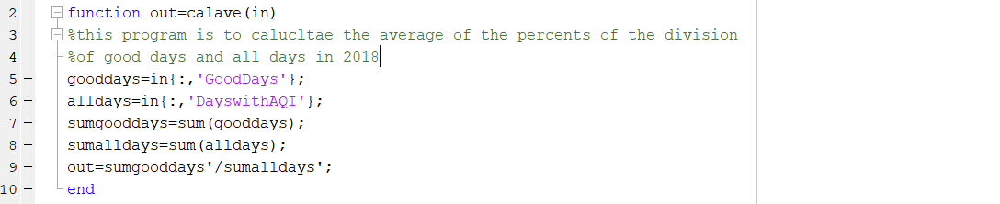 2 function out=calave(in)
3 %this program is to calucltae the average of the percents of the division
4 %of good days and all days in 2018
5 – gooddays=in{:,'GoodDays'};
6 – alldays=in{:,'DayswithAQI'};
7 – sumgooddays=sum(gooddays);
8 – sumalldays=sum(alldays);
9 – out=sumgooddays'/sumalldays';
10 – end